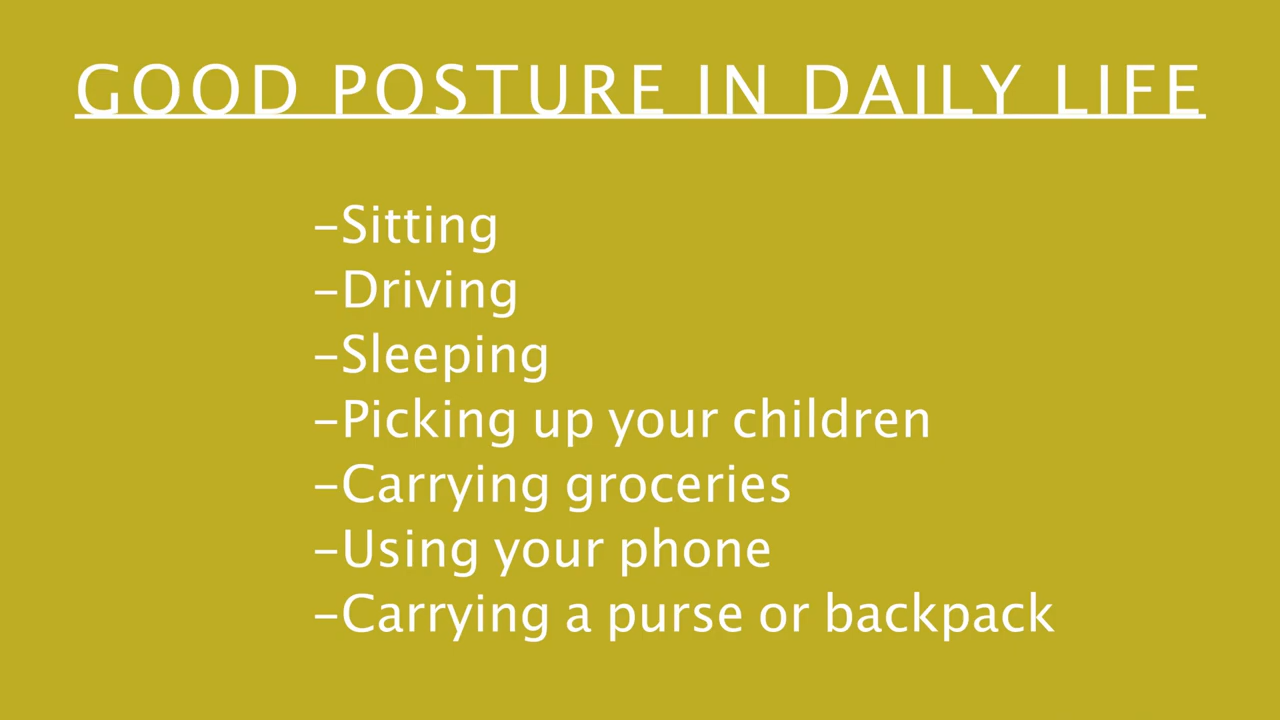 GOOD POSTURE IN DAILY LIFE
-Sitting
-Driving
-Sleeping
-Picking up your children
-Carrying groceries
-Using your phone
-Carrying a purse or backpack